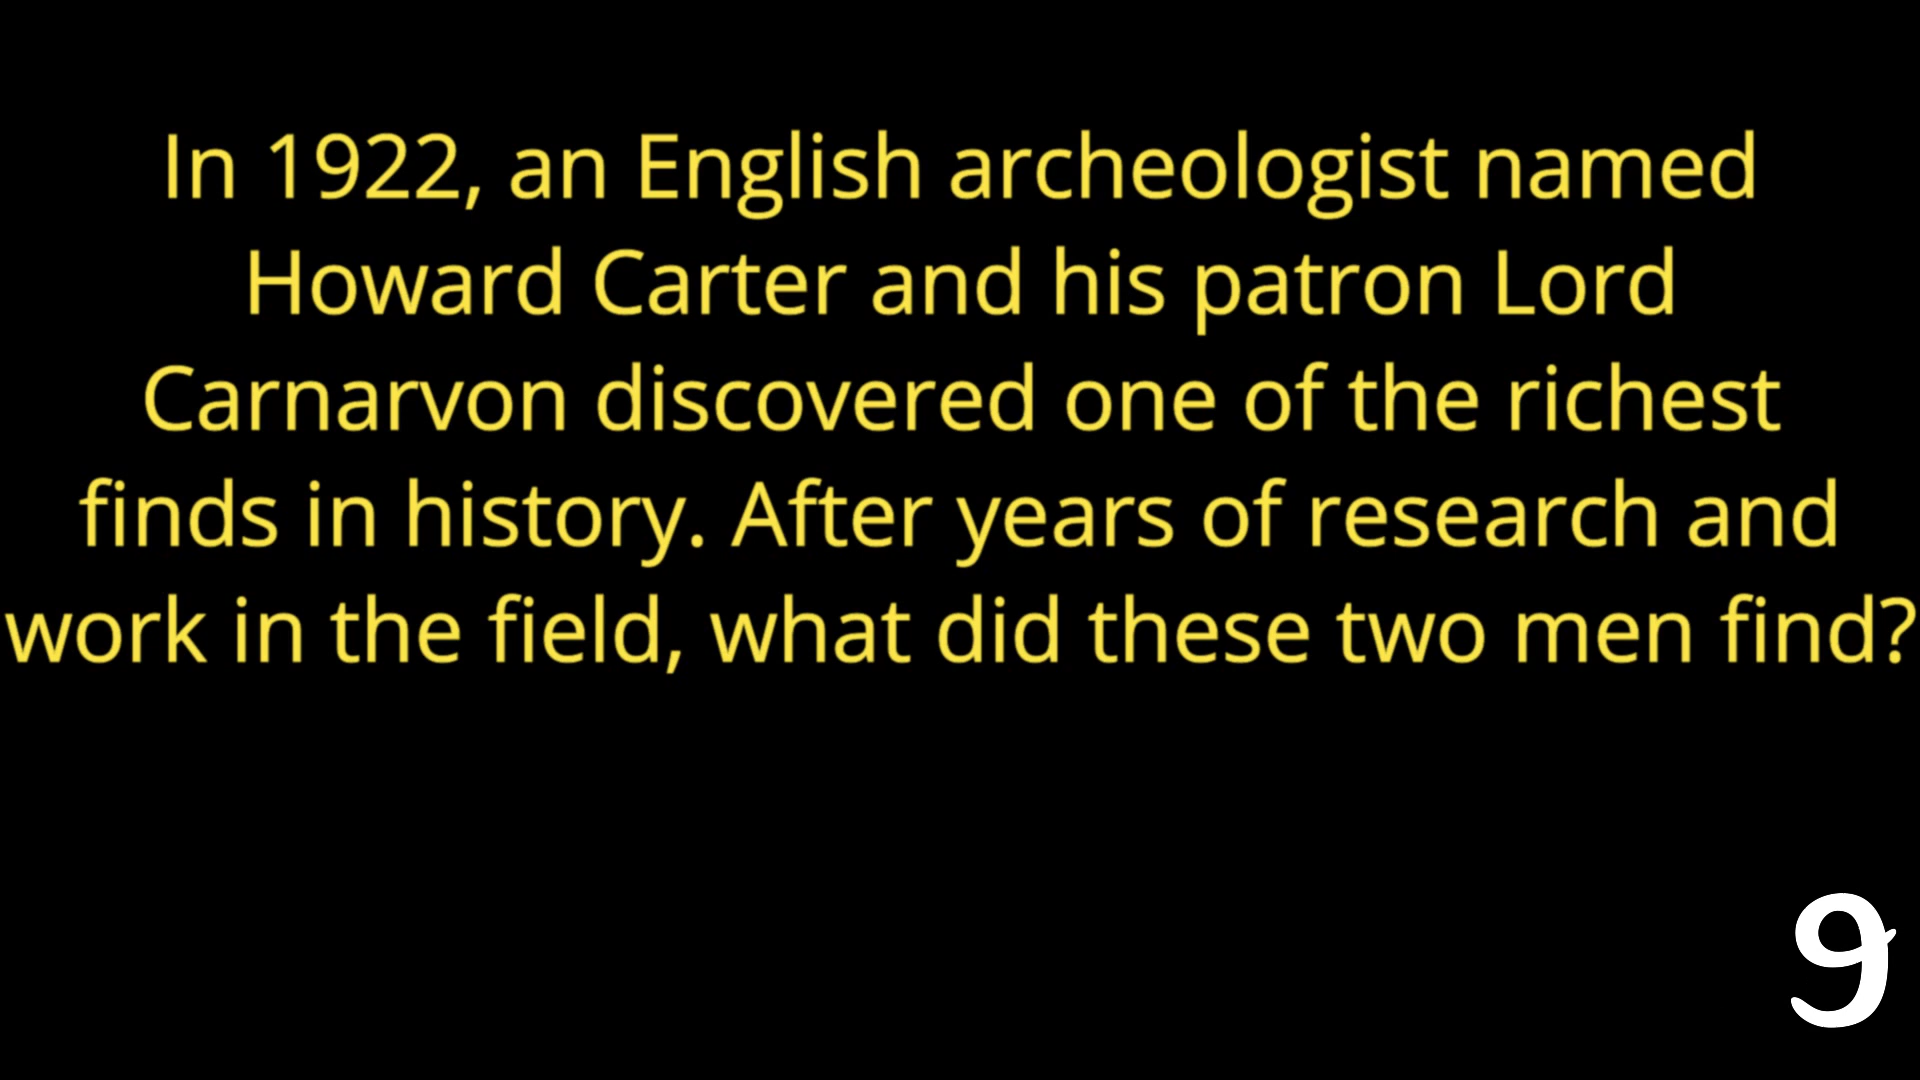 In 1922, an English archeologist named
Howard Carter and his patron Lord
Carnarvon discovered one of the richest
finds in history. After years of research and
work in the field, what did these two men find?
9